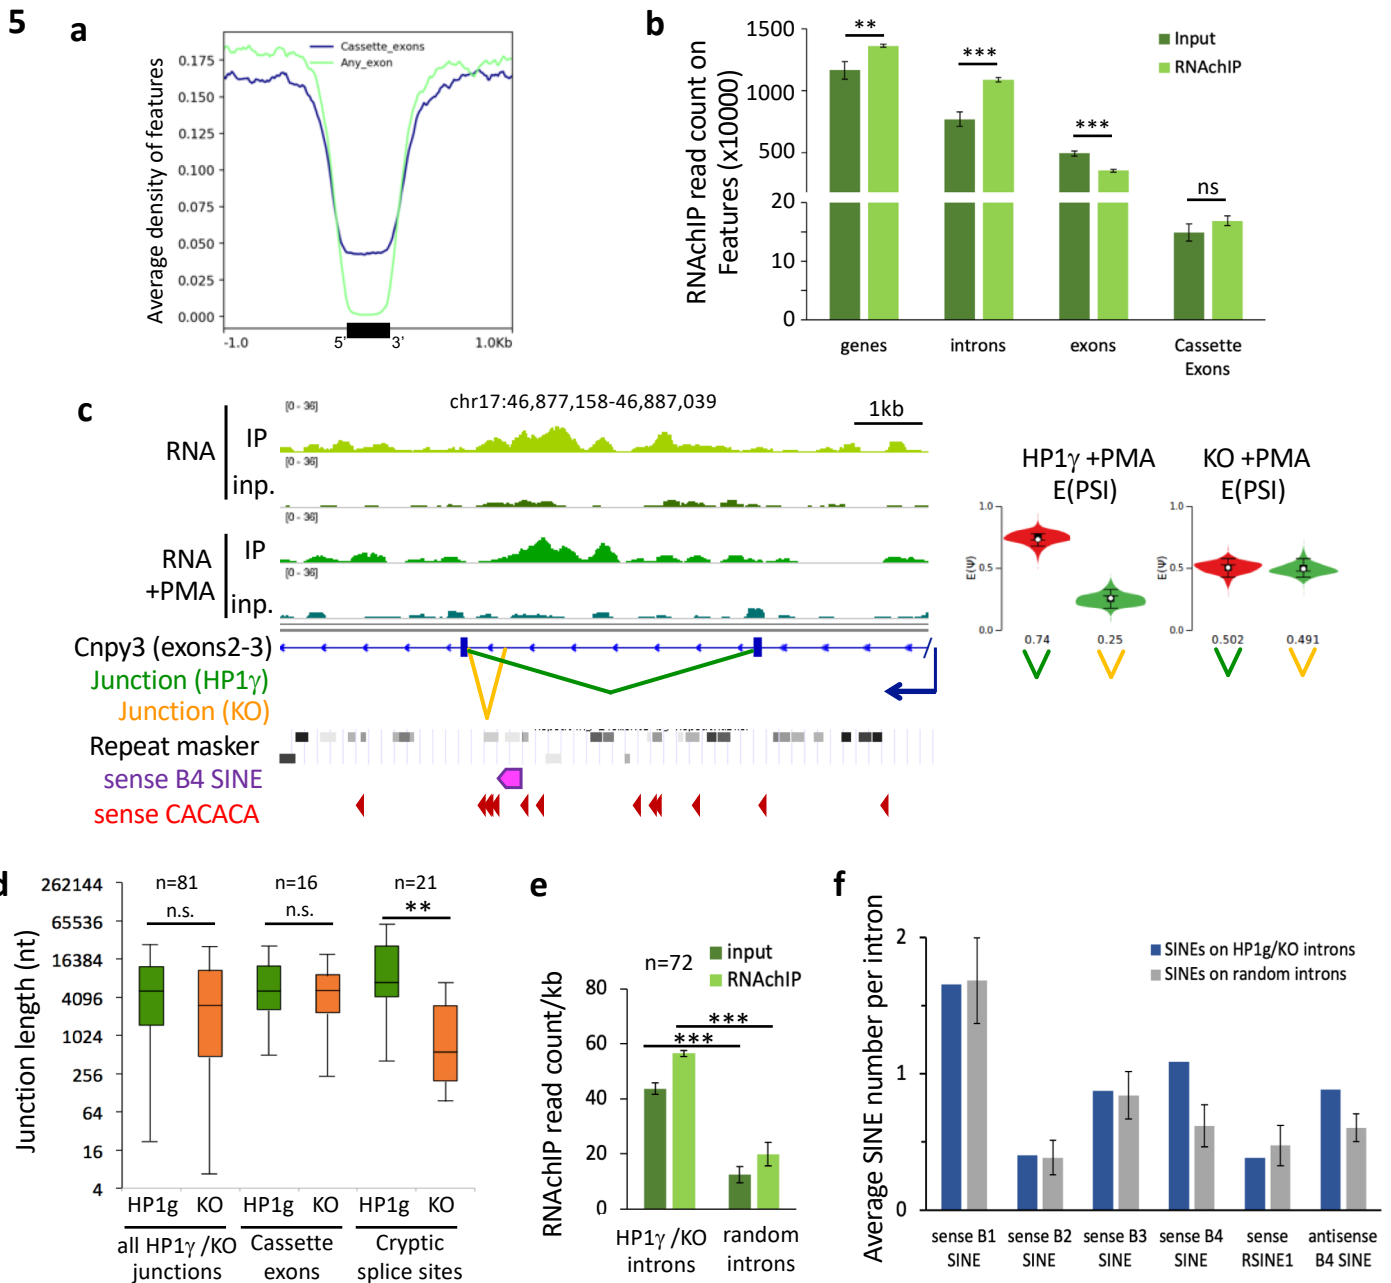 5
a
Cassette_exons
Any_exon
Average density of features
0.175
0.150
0.125
0.100
0.075
0.050
0.025
0.000
-1.0
5'
3'
1.0Kb
b
RNAchIP read count on
Features (x10000)
1500
1000
500
20
10
0
**
***
***
ns
Input
RNAchIP
genes
introns
exons
Cassette
Exons
c
chr17:46,877,158-46,887,039
1kb
[0 - 36]
RNA
IP
[0 - 36]
inp.
[0 - 36]
RNA
+PMA
IP
[0 - 36]
inp.
Cnpy3 (exons2-3)
Junction (HP1γ)
Junction (KO)
Repeat masker
sense B4 SINE
sense CACACA
HP1γ +PMA
E(PSI)
KO +PMA
E(PSI)
1.0
0.5
0.0
E(Ψ)
0.74
0.25
1.0
0.5
0.0
E(Ψ)
0.502
0.491
d
Junction length (nt)
262144
65536
16384
4096
1024
256
64
16
4
n=81
n.s.
n=16
n.s.
n=21
**
HP1g KO HP1g KO HP1g KO
all HP1γ /KO
junctions
Cassette
exons
Cryptic
splice sites
e
RNAchIP read count/kb
n=72
input
RNAchIP
80
60
40
20
0
***
***
HP1γ /KO
introns
random
introns
f
Average SINE number per intron
2
1
0
SINEs on HP1g/KO introns
SINEs on random introns
sense B1
SINE
sense B2
SINE
sense B3
SINE
sense B4
SINE
sense
RSINE1
antisense
B4 SINE